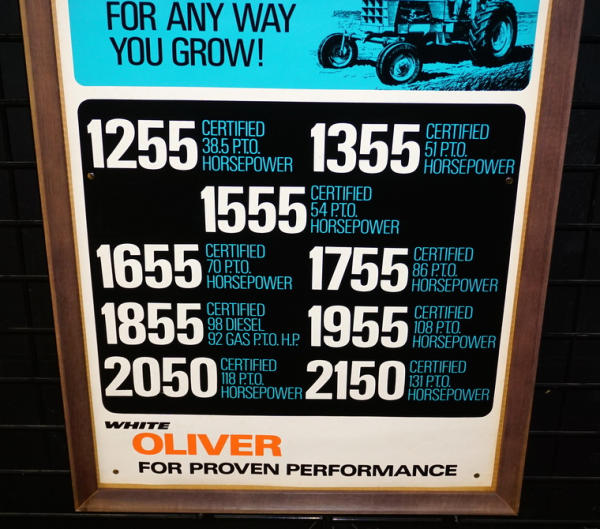 FOR ANY WAY
YOU GROW!
1255 CERTIFIED
38.5 P.T.O.
HORSEPOWER
1355 CERTIFIED
51 P.T.O.
HORSEPOWER
1555 CERTIFIED
54 P.T.O.
HORSEPOWER
1655 CERTIFIED
70 P.T.O.
HORSEPOWER
1755 CERTIFIED
86 P.T.O.
HORSEPOWER
1855 CERTIFIED
98 DIESEL
92 GAS P.T.O. H.P.
1955 CERTIFIED
108 P.T.O.
HORSEPOWER
2050 CERTIFIED
118 P.T.O.
HORSEPOWER
2150 CERTIFIED
131 P.T.O.
HORSEPOWER
WHITE
OLIVER
FOR PROVEN PERFORMANCE